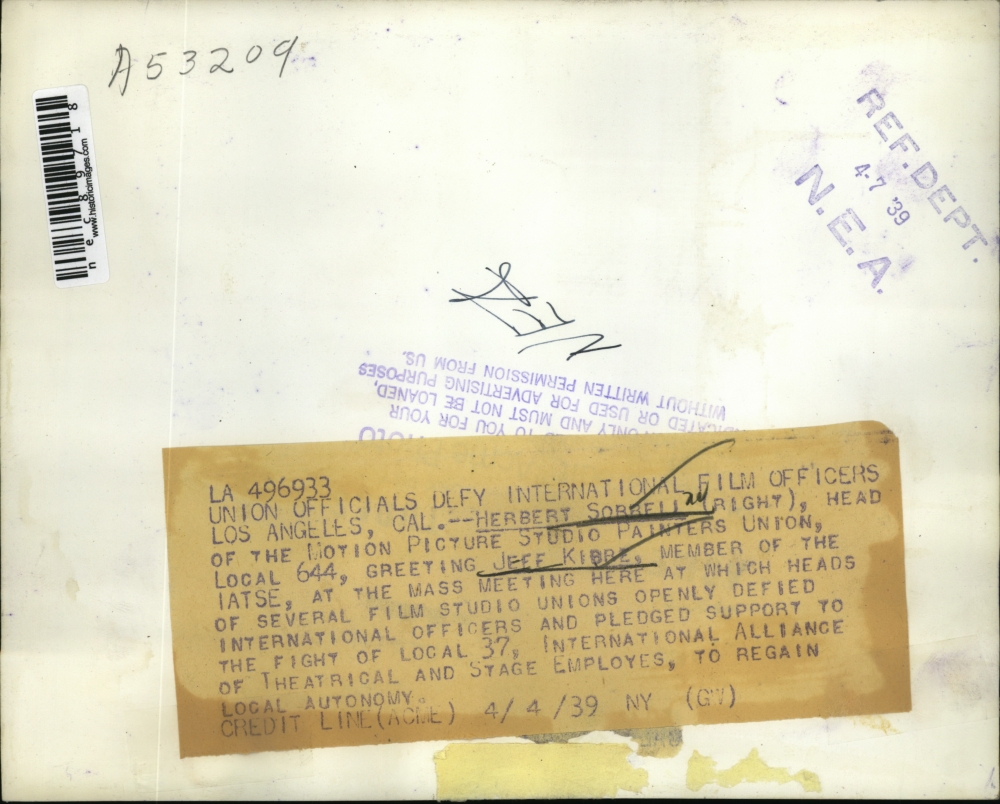 A53209
necc89718
www.historicimages.com
REF. DEPT.
4-7 '39
N.E.A.
TO YOU FOR YOUR
ONLY AND MUST NOT BE LOANED,
OR USED FOR ADVERTISING PURPOSES
WITHOUT WRITTEN PERMISSION FROM US.
LA 496933
UNION OFFICIALS DEFY INTERNATIONAL FILM OFFICERS
LOS ANGELES, CAL.--HERBERT SORRELL (RIGHT), HEAD
OF THE MOTION PICTURE STUDIO PAINTERS UNION,
LOCAL 644, GREETING JEFF KIBRE, MEMBER OF THE
IATSE, AT THE MASS MEETING HERE AT WHICH HEADS
OF SEVERAL FILM STUDIO UNIONS OPENLY DEFIED
INTERNATIONAL OFFICERS AND PLEDGED SUPPORT TO
THE FIGHT OF LOCAL 37, INTERNATIONAL ALLIANCE
OF THEATRICAL AND STAGE EMPLOYES, TO REGAIN
LOCAL AUTONOMY.
CREDIT LINE (ACME) 4/4/39 NY (GW)